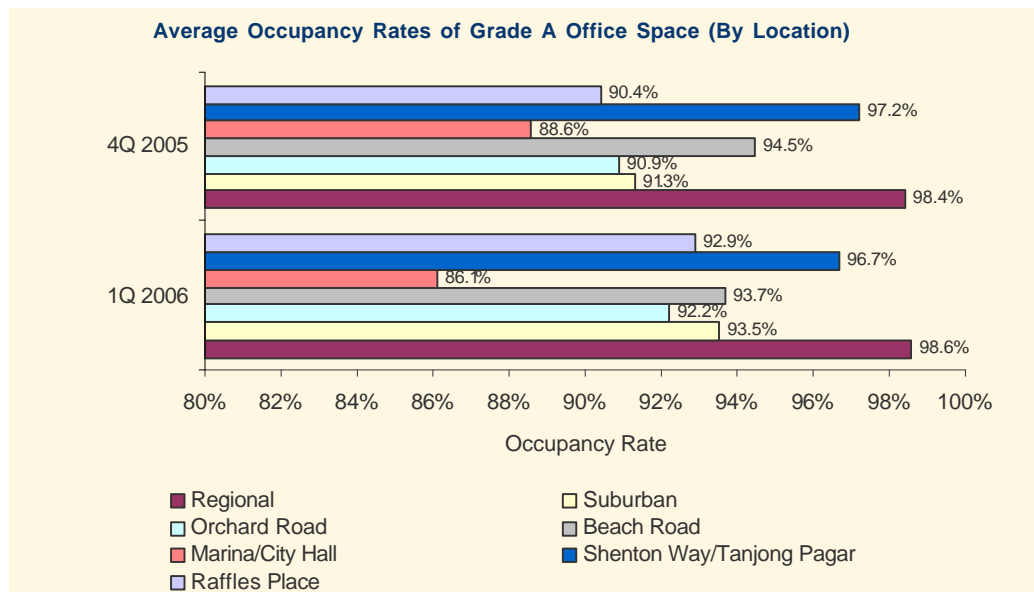 Average Occupancy Rates of Grade A Office Space (By Location)
90.4%
97.2%
88.6%
4Q 2005
94.5%
90.9%
91.3%
98.4%
92.9%
96.7%
86.1%
1Q 2006
93.7%
92.2%
93.5%
98.6%
80% 82% 84% 86% 88% 90% 92% 94% 96% 98% 100%
Occupancy Rate
Regional Suburban
Orchard Road Beach Road
Marina/City Hall Shenton Way/Tanjong Pagar
Raffles Place